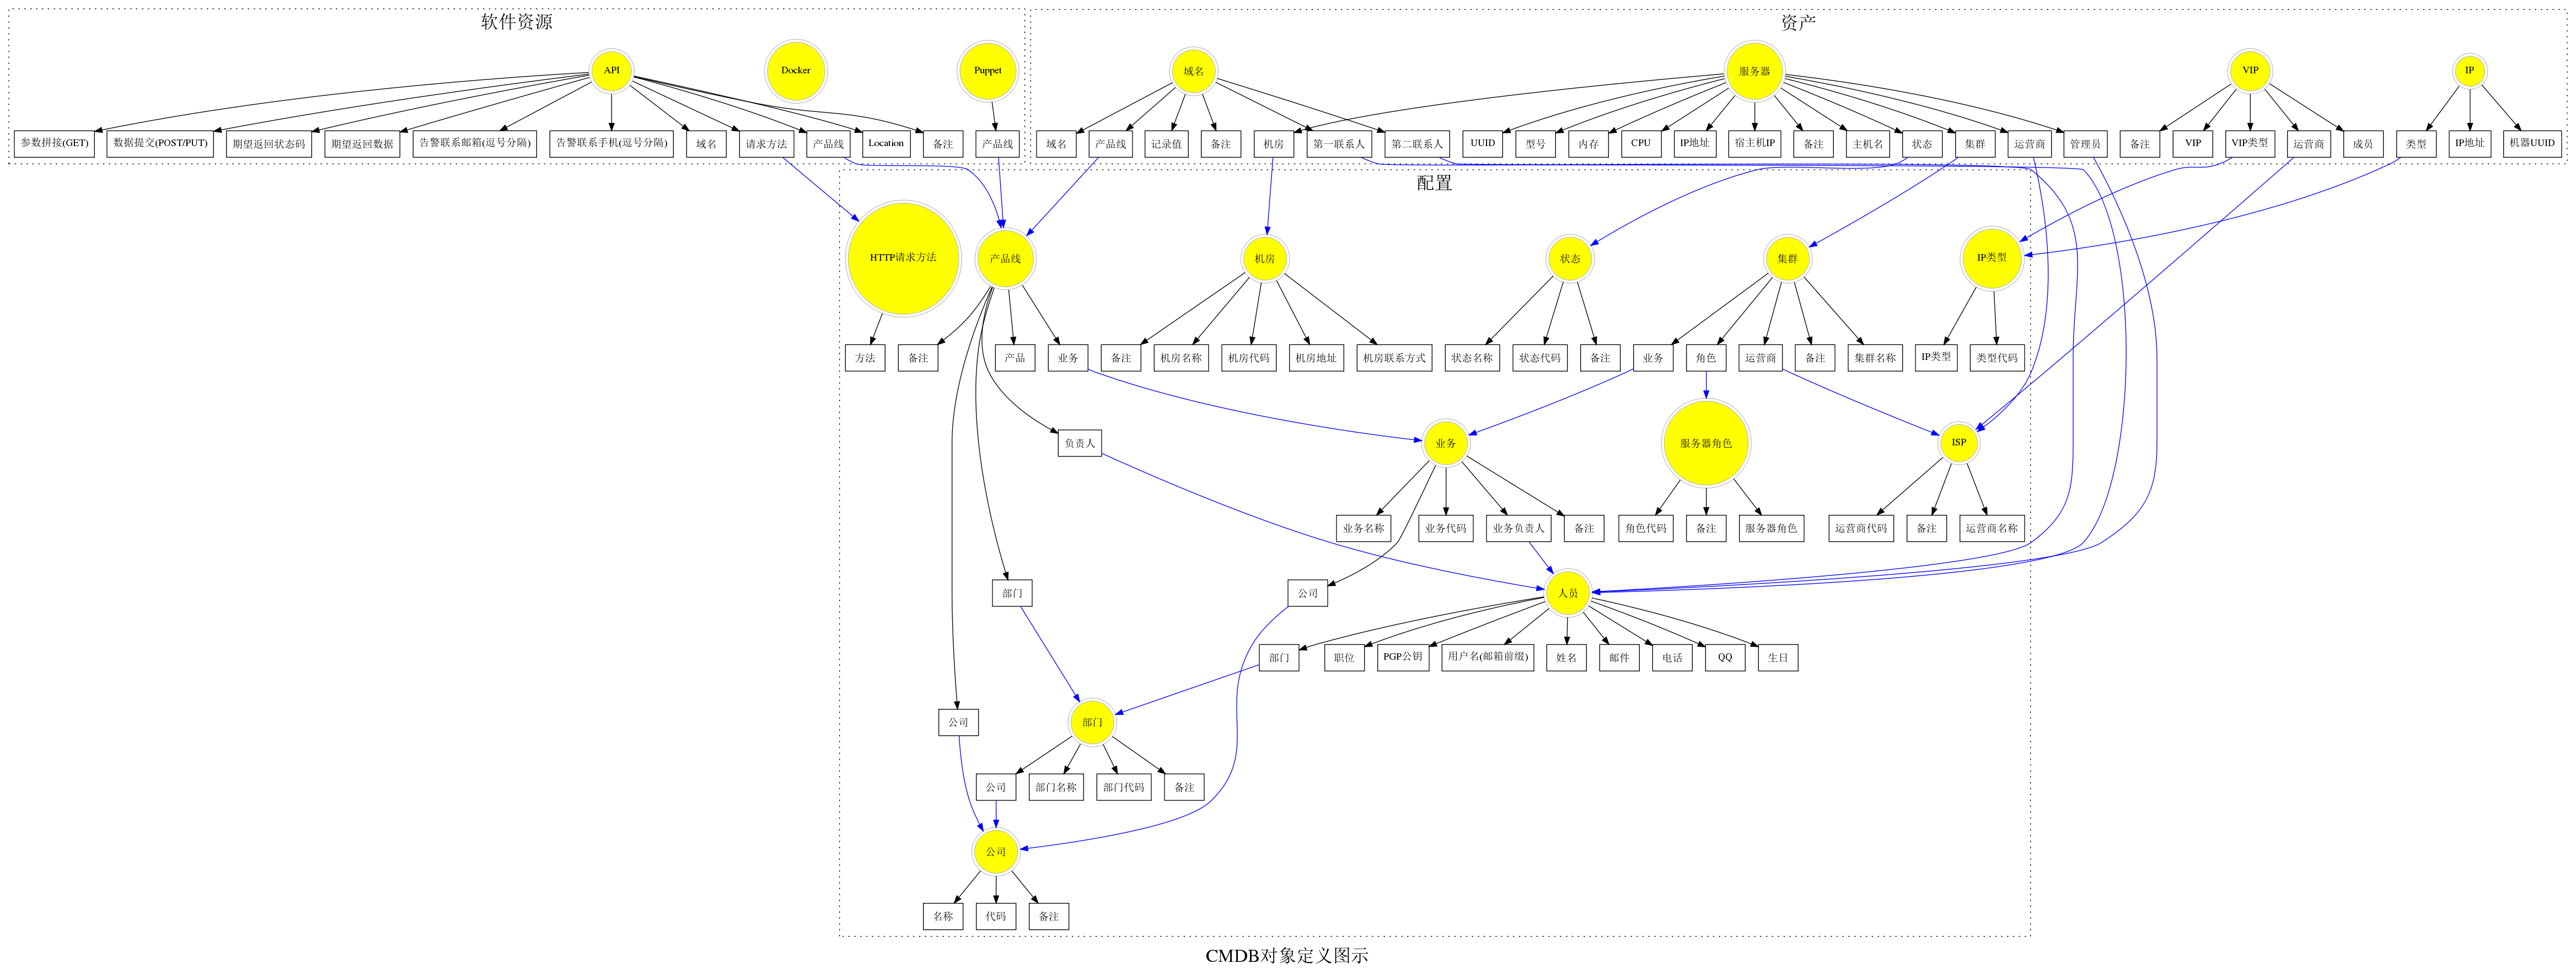 软件资源
资产
API
Docker
Puppet
域名
服务器
VIP
IP
参数拼接(GET)
数据提交(POST/PUT)
期望返回状态码
期望返回数据
告警联系邮箱(逗号分隔)
告警联系手机(逗号分隔)
域名
请求方法
产品线
Location
备注
产品线
域名
产品线
记录值
备注
机房
第一联系人
第二联系人
UUID
型号
内存
CPU
IP地址
宿主机IP
备注
主机名
状态
集群
运营商
管理员
备注
VIP
VIP类型
运营商
成员
类型
IP地址
机器UUID
配置
HTTP请求方法
产品线
机房
状态
集群
IP类型
方法
备注
产品
业务
备注
机房名称
机房代码
机房地址
机房联系方式
状态名称
状态代码
备注
业务
角色
运营商
备注
集群名称
IP类型
类型代码
负责人
业务
服务器角色
ISP
业务名称
业务代码
业务负责人
备注
角色代码
备注
服务器角色
运营商代码
备注
运营商名称
部门
公司
人员
部门
职位
PGP公钥
用户名(邮箱前缀)
姓名
邮件
电话
QQ
生日
公司
部门
公司
部门名称
部门代码
备注
公司
名称
代码
备注
CMDB对象定义图示